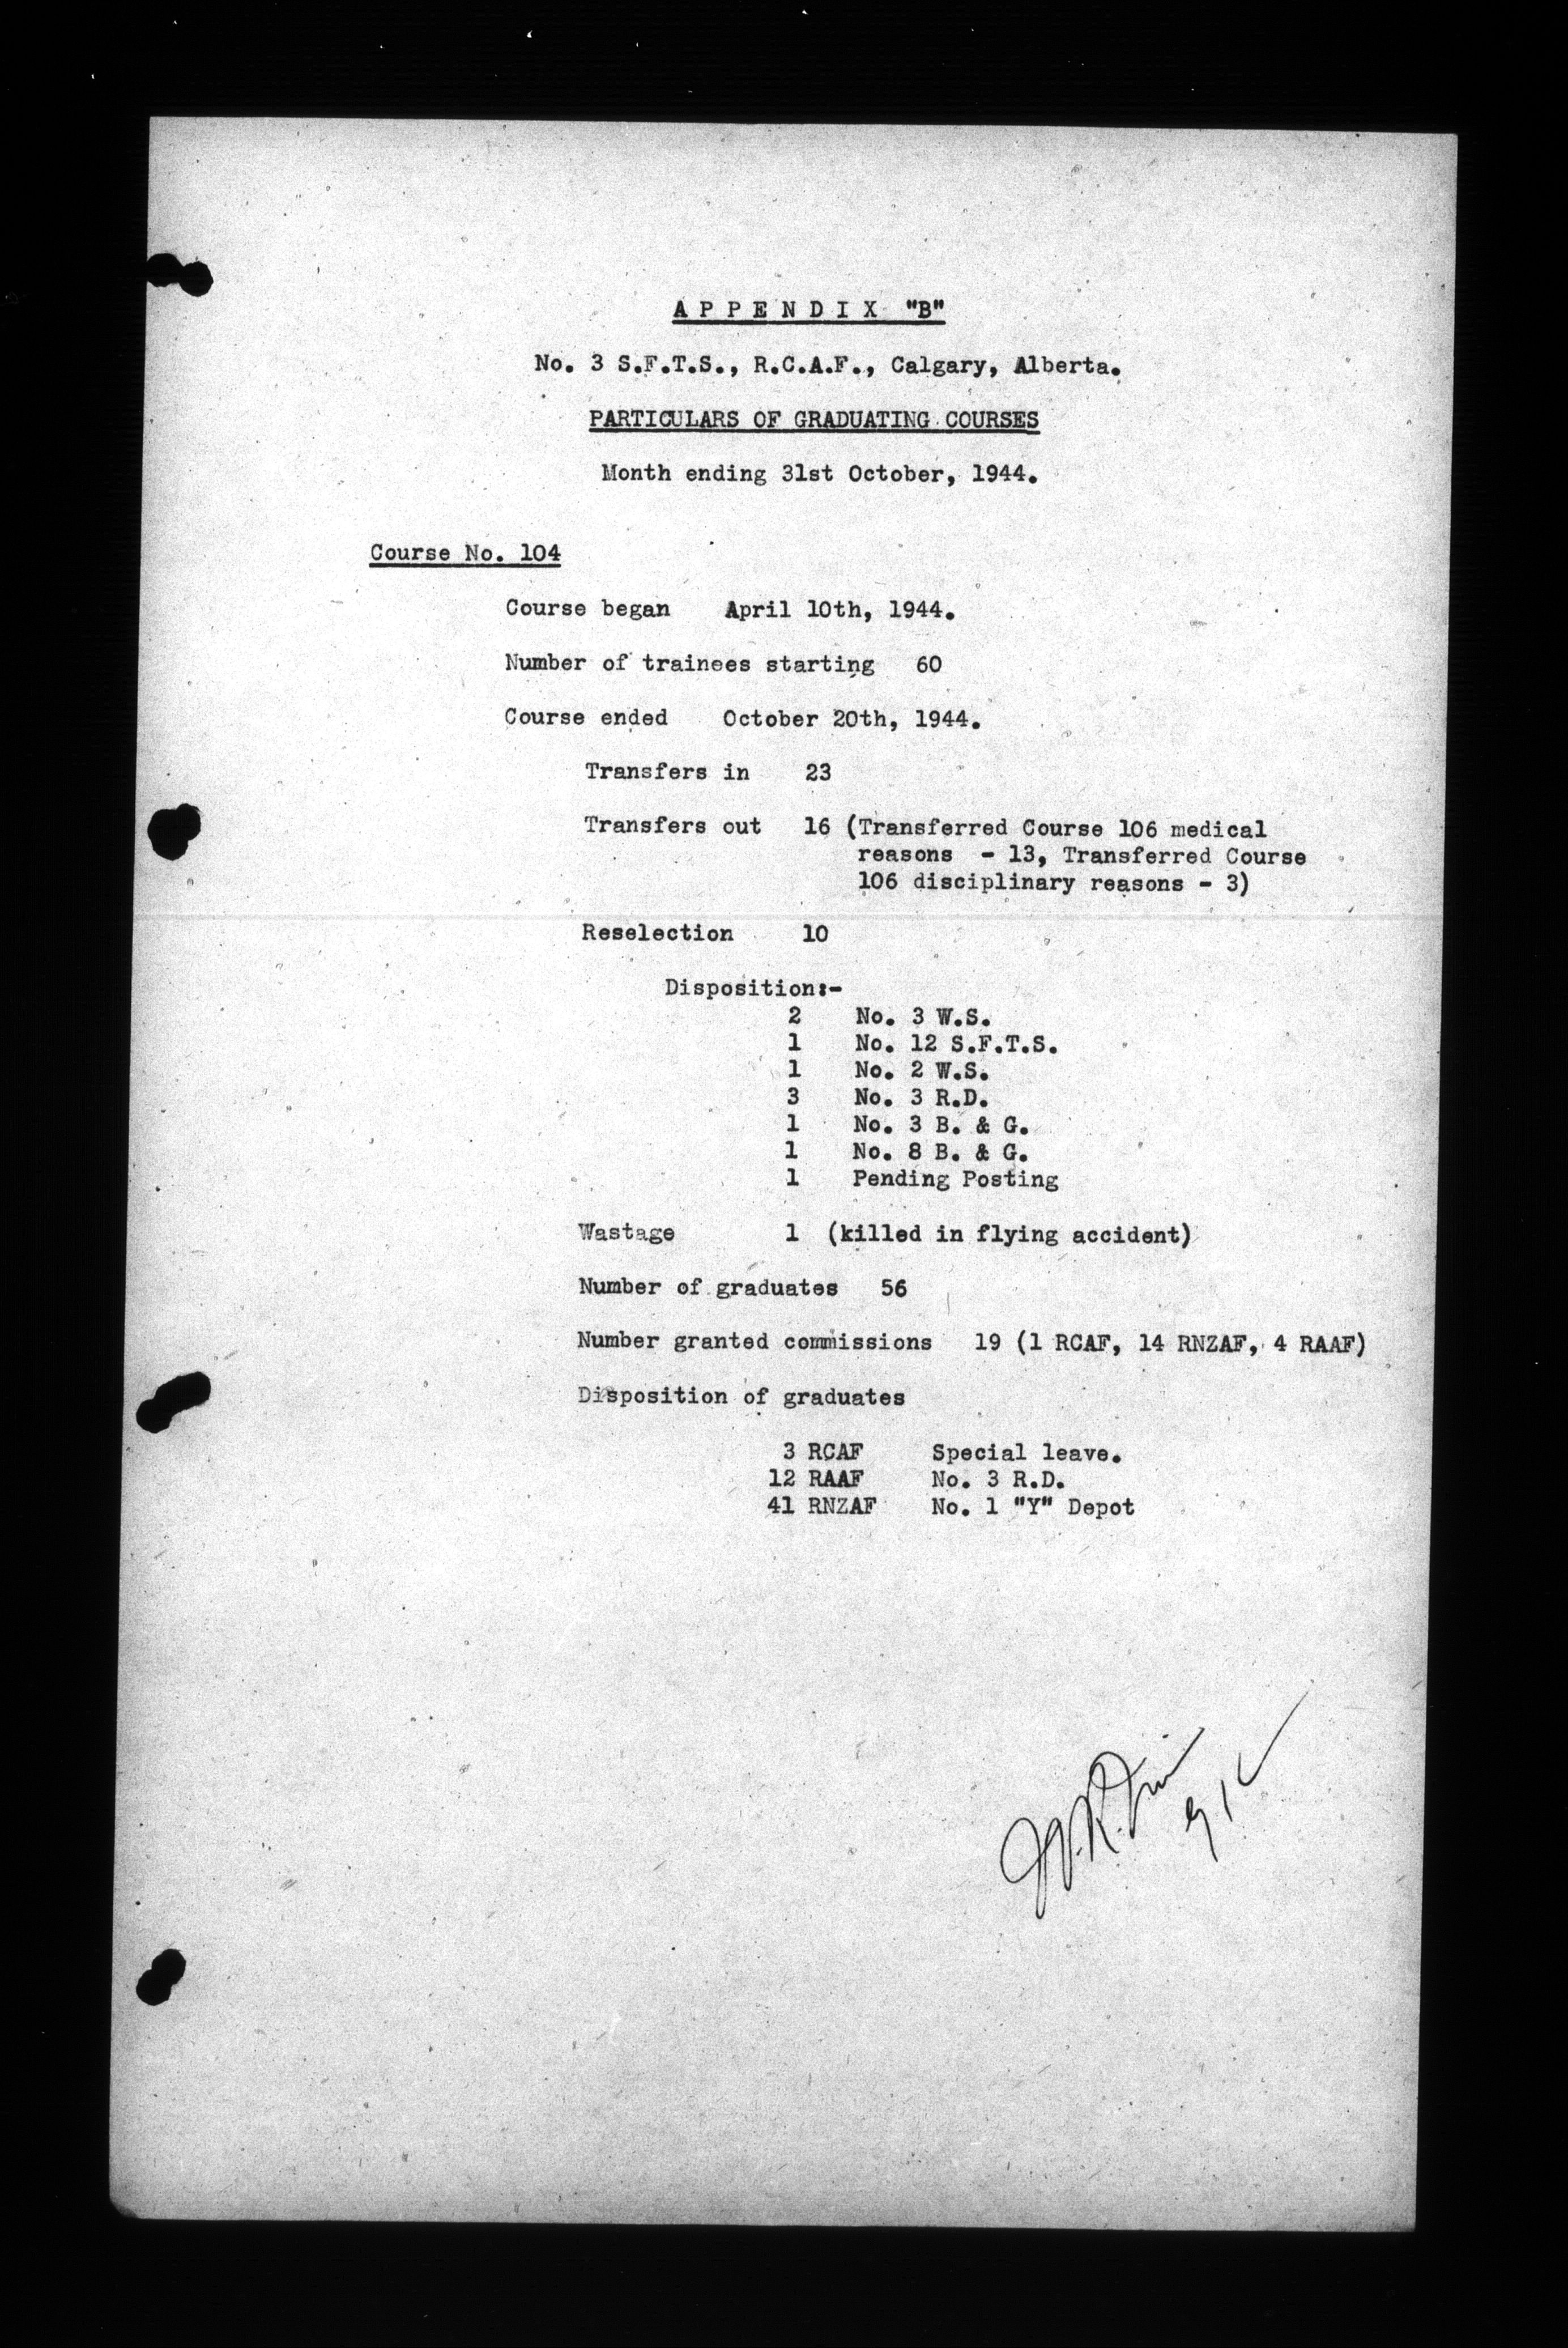 APPENDIX "B"
No. 3 S.F.T.S., R.C.A.F., Calgary, Alberta.
PARTICULARS OF GRADUATING COURSES
Month ending 31st October, 1944.
Course No. 104
Course began April 10th, 1944.
Number of trainees starting 60
Course ended October 20th, 1944.
Transfers in 23
Transfers out 16 (Transferred Course 106 medical
reasons - 13, Transferred Course
106 disciplinary reasons - 3)
Reselection 10
Disposition:-
2 No. 3 W.S.
1 No. 12 S.F.T.S.
1 No. 2 W.S.
3 No. 3 R.D.
1 No. 3 B. & G.
1 No. 8 B. & G.
1 Pending Posting
Wastage 1 (killed in flying accident)
Number of graduates 56
Number granted commissions 19 (1 RCAF, 14 RNZAF, 4 RAAF)
Disposition of graduates
3 RCAF Special leave.
12 RAAF No. 3 R.D.
41 RNZAF No. 1 "Y" Depot